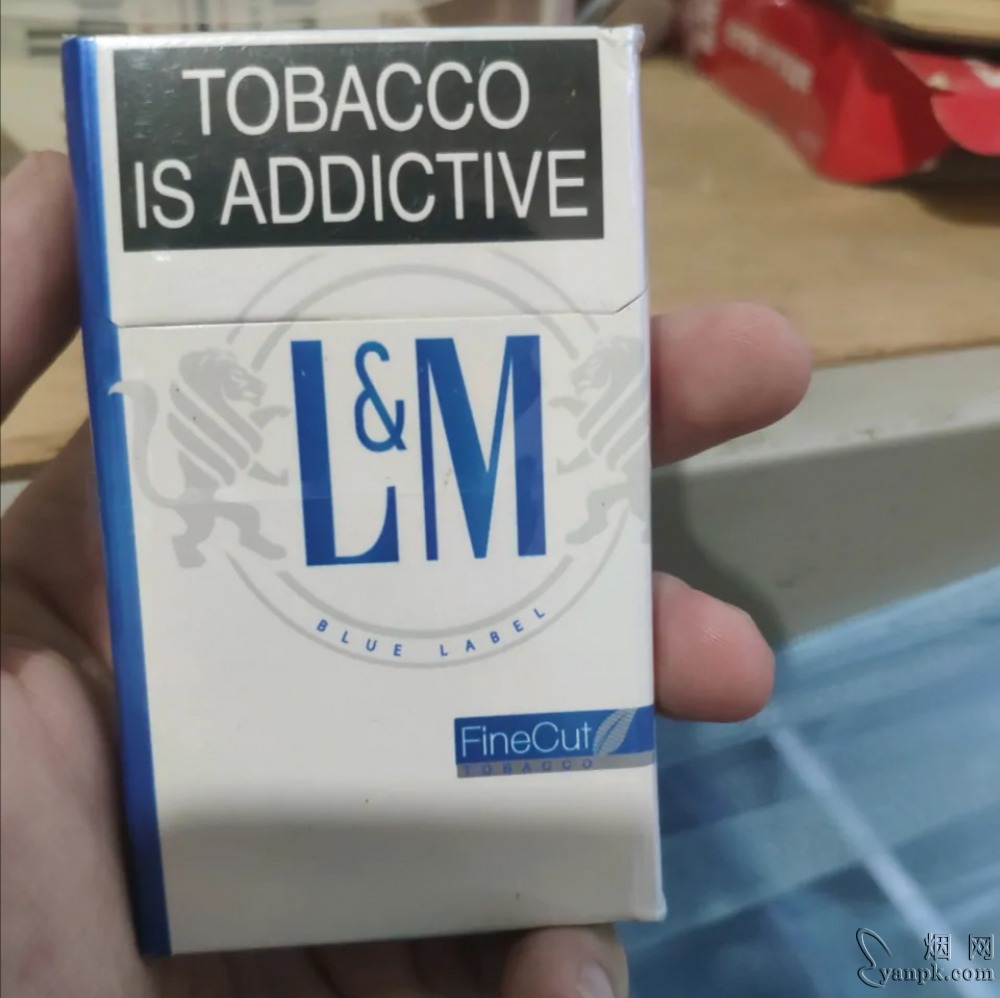 TOBACCO
IS ADDICTIVE
L&M
BLUE LABEL
FineCut
TOBACCO
烟网
yanpk.com